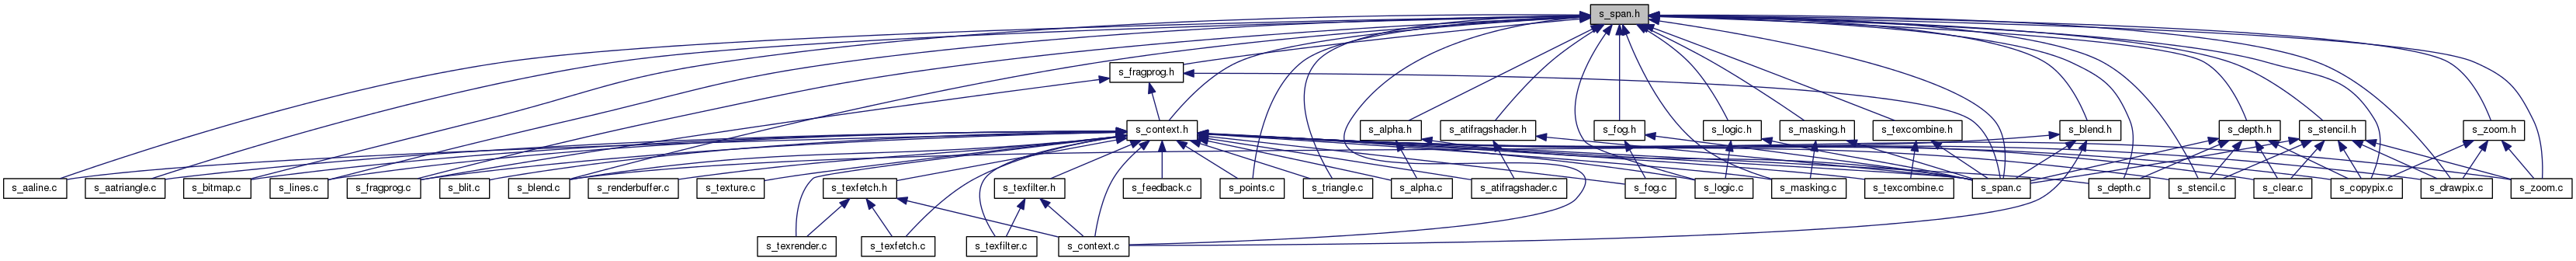 s_span.h
s_fragprog.h
s_context.h
s_alpha.h
s_atifragshader.h
s_fog.h
s_logic.h
s_masking.h
s_texcombine.h
s_blend.h
s_depth.h
s_stencil.h
s_zoom.h
s_aaline.c
s_aatriangle.c
s_bitmap.c
s_lines.c
s_fragprog.c
s_blit.c
s_blend.c
s_renderbuffer.c
s_texture.c
s_texfetch.h
s_texfilter.h
s_feedback.c
s_points.c
s_triangle.c
s_alpha.c
s_atifragshader.c
s_fog.c
s_logic.c
s_masking.c
s_texcombine.c
s_span.c
s_depth.c
s_stencil.c
s_clear.c
s_copypix.c
s_drawpix.c
s_zoom.c
s_texrender.c
s_texfetch.c
s_texfilter.c
s_context.c